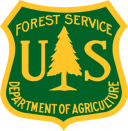 FOREST SERVICE
U S
DEPARTMENT OF AGRICULTURE